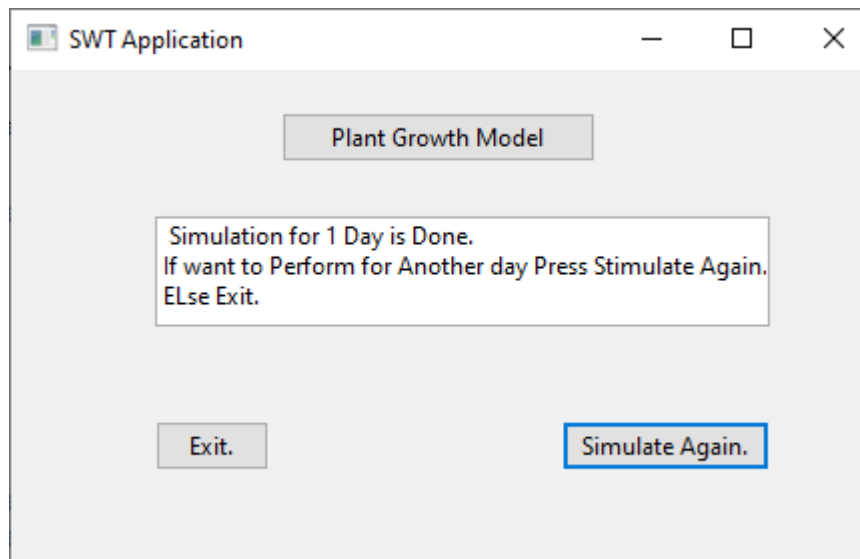 SWT Application
Plant Growth Model
Simulation for 1 Day is Done.
If want to Perform for Another day Press Stimulate Again.
ELse Exit.
Exit.
Simulate Again.